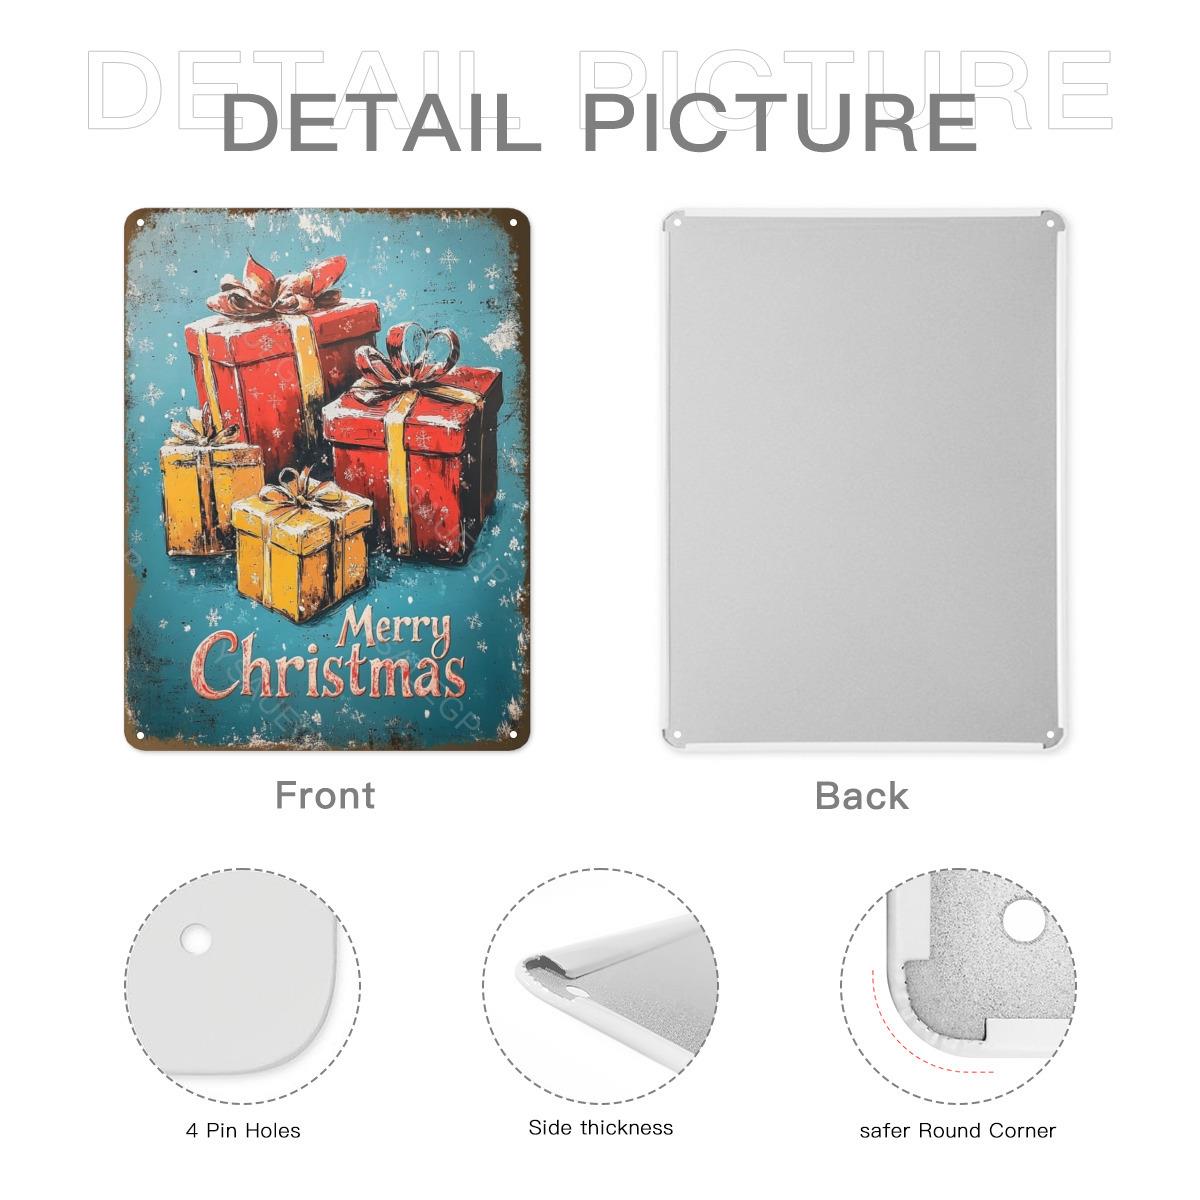 DETAIL PICTURE
DETAIL PICTURE
Merry
Christmas
Front
Back
4 Pin Holes
Side thickness
safer Round Corner